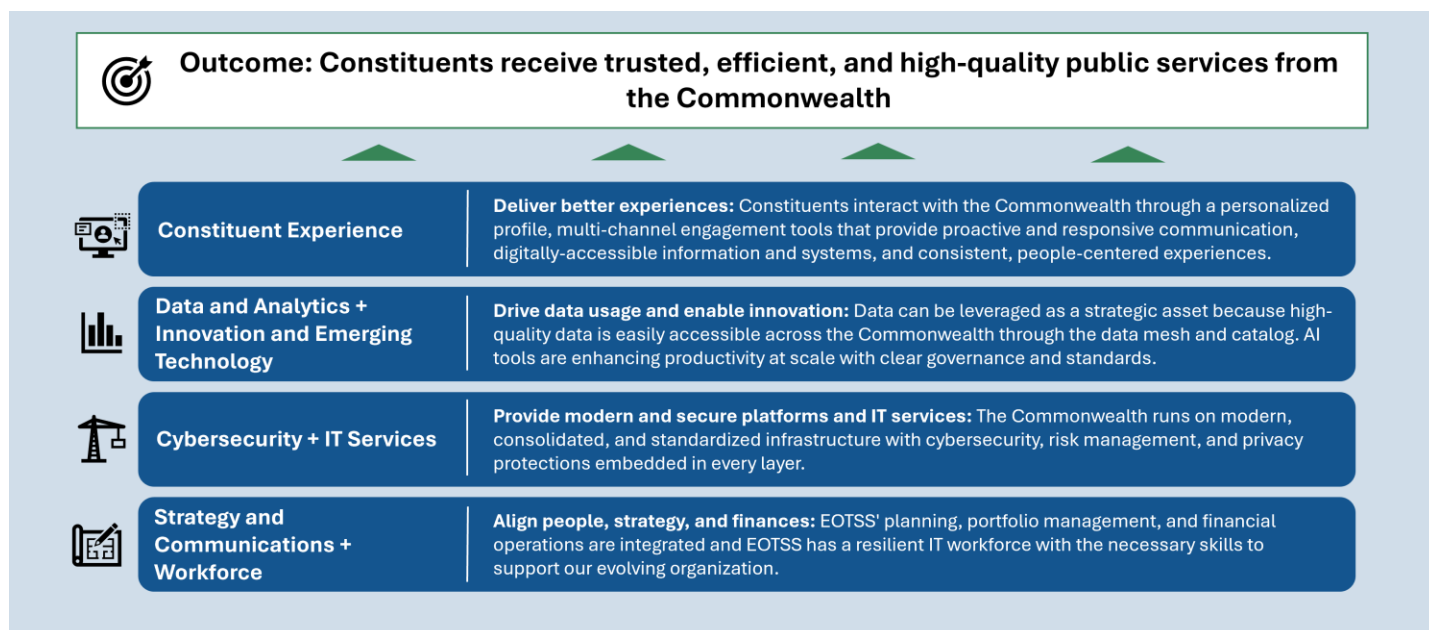 Outcome: Constituents receive trusted, efficient, and high-quality public services from
the Commonwealth
Constituent Experience
Deliver better experiences: Constituents interact with the Commonwealth through a personalized
profile, multi-channel engagement tools that provide proactive and responsive communication,
digitally-accessible information and systems, and consistent, people-centered experiences.
Data and Analytics +
Innovation and Emerging
Technology
Drive data usage and enable innovation: Data can be leveraged as a strategic asset because high-
quality data is easily accessible across the Commonwealth through the data mesh and catalog. AI
tools are enhancing productivity at scale with clear governance and standards.
Cybersecurity + IT Services
Provide modern and secure platforms and IT services: The Commonwealth runs on modern,
consolidated, and standardized infrastructure with cybersecurity, risk management, and privacy
protections embedded in every layer.
Strategy and
Communications +
Workforce
Align people, strategy, and finances: EOTSS' planning, portfolio management, and financial
operations are integrated and EOTSS has a resilient IT workforce with the necessary skills to
support our evolving organization.